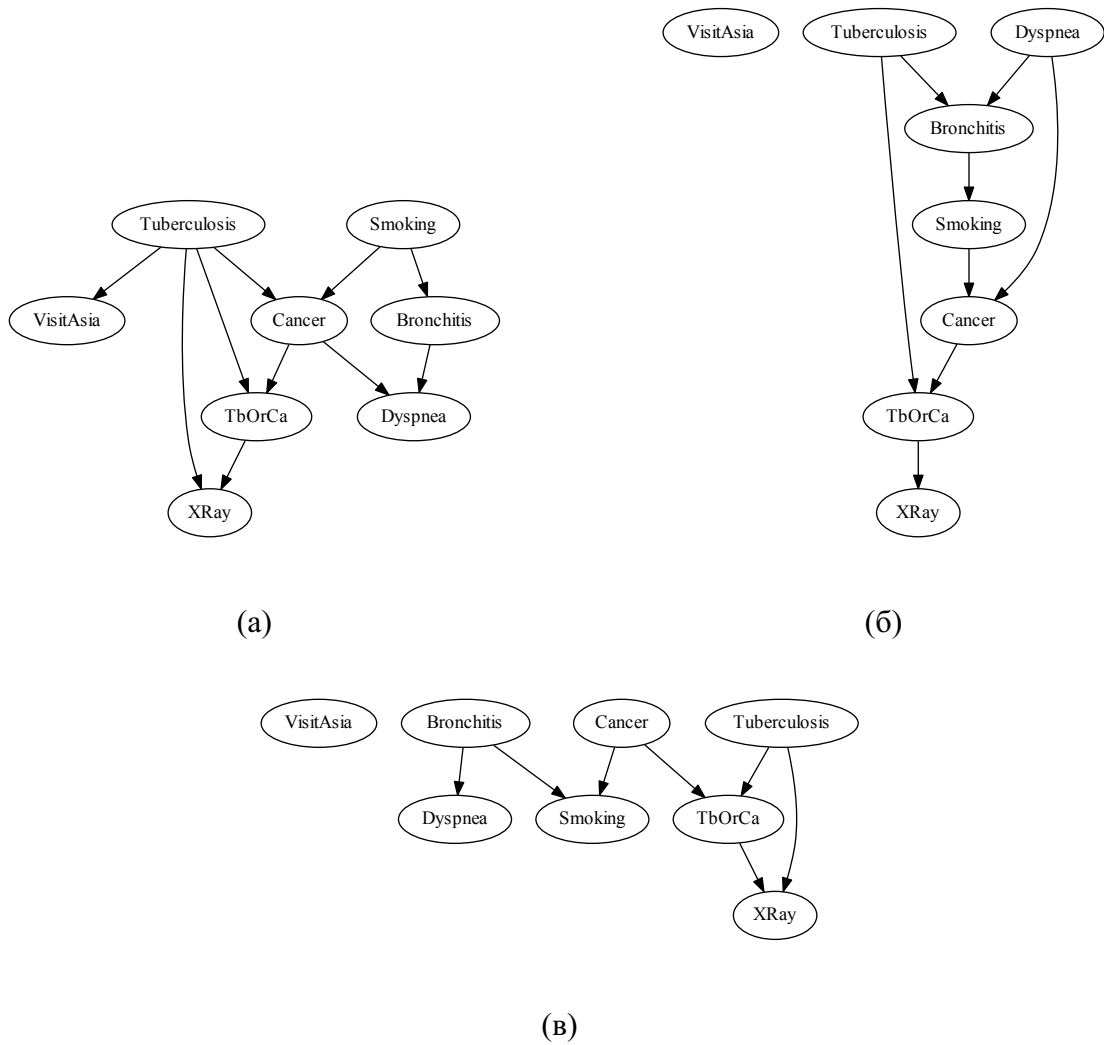 VisitAsia Tuberculosis Dyspnea
Bronchitis
Tuberculosis Smoking Smoking
VisitAsia Cancer Bronchitis Cancer
TbOrCa Dyspnea TbOrCa
XRay XRay
(а) (б)
VisitAsia Bronchitis Cancer Tuberculosis
Dyspnea Smoking TbOrCa
XRay
(в)